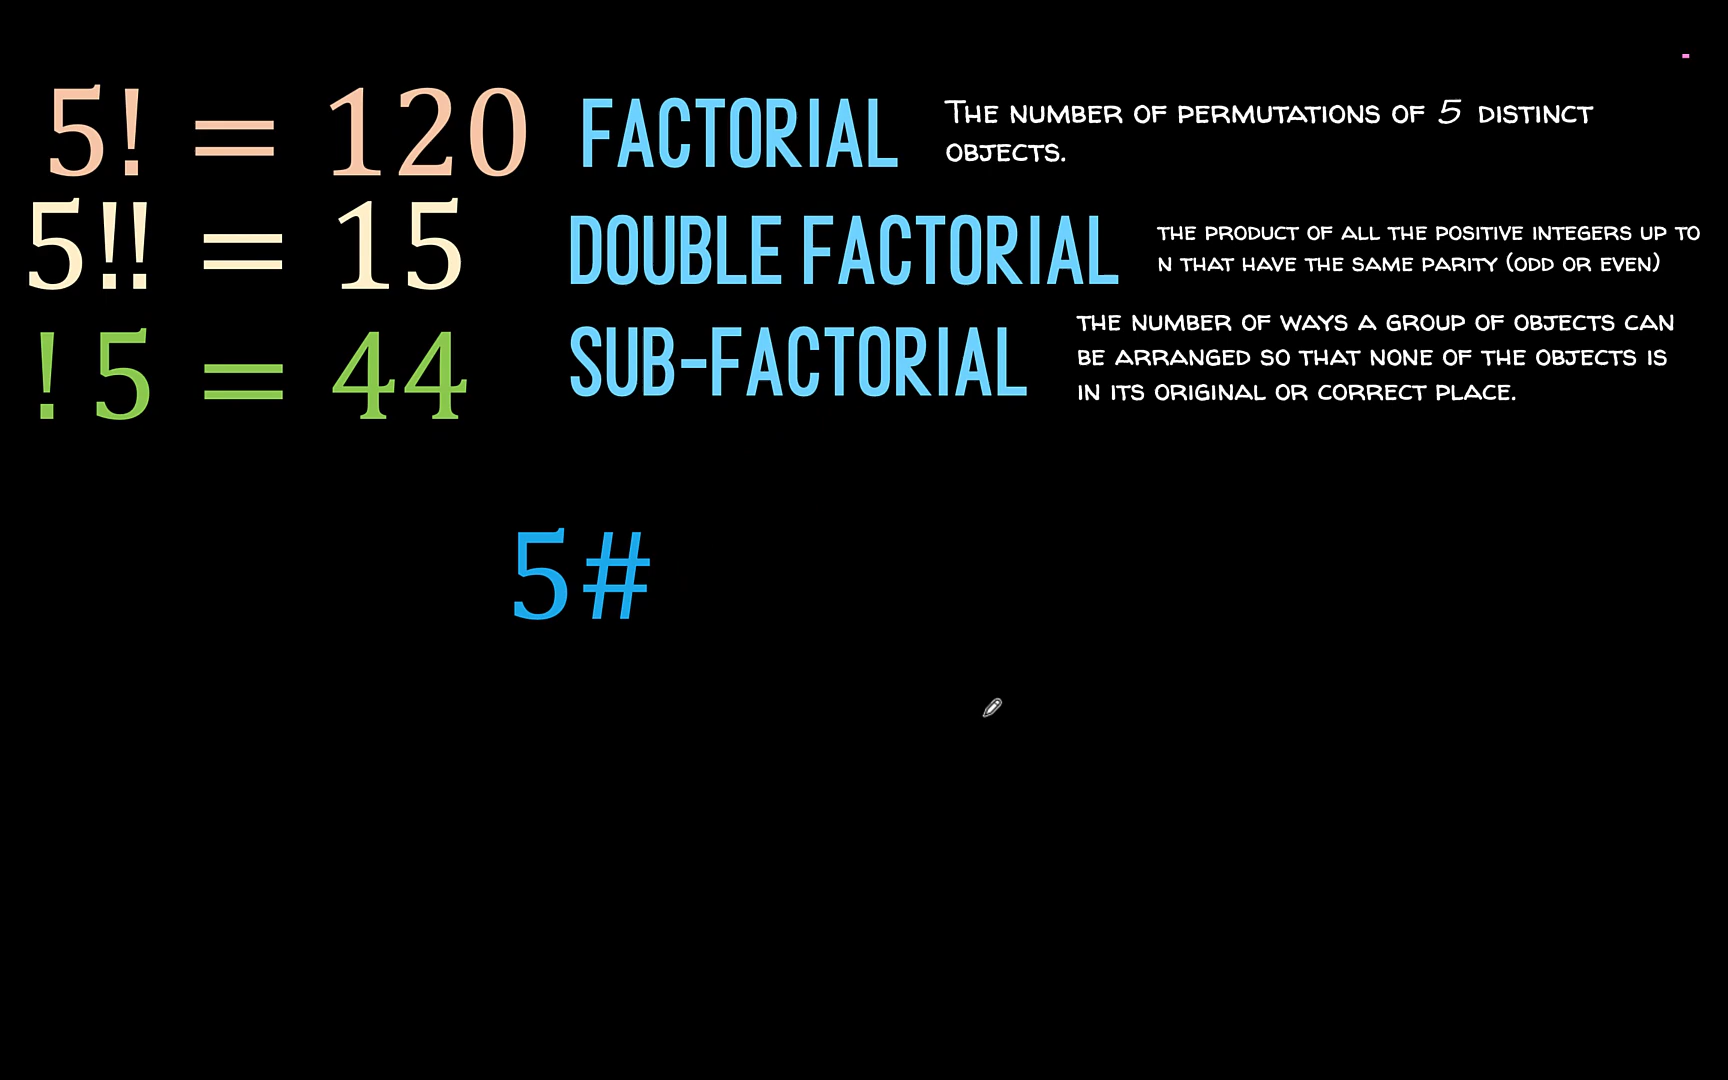 5! = 120 FACTORIAL THE NUMBER OF PERMUTATIONS OF 5 DISTINCT
OBJECTS.
5!! = 15 DOUBLE FACTORIAL THE PRODUCT OF ALL THE POSITIVE INTEGERS UP TO
N THAT HAVE THE SAME PARITY (ODD OR EVEN)
!5 = 44 SUB-FACTORIAL THE NUMBER OF WAYS A GROUP OF OBJECTS CAN
BE ARRANGED SO THAT NONE OF THE OBJECTS IS
IN ITS ORIGINAL OR CORRECT PLACE.
5#